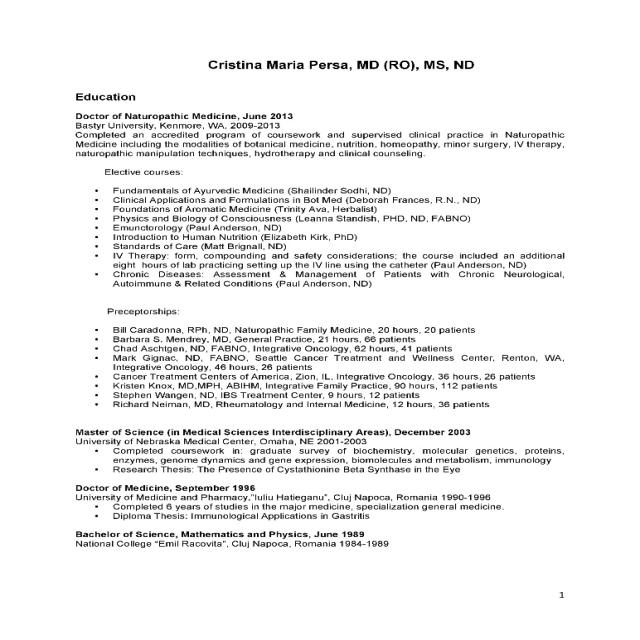 Cristina Maria Persa, MD (RO), MS, ND
Education
Doctor of Naturopathic Medicine, June 2013
Bastyr University, Kenmore, WA, 2009-2013
Completed an accredited program of coursework and supervised clinical practice in Naturopathic
Medicine including the modalities of botanical medicine, nutrition, homeopathy, minor surgery, IV therapy,
naturopathic manipulation techniques, hydrotherapy and clinical counseling.
Elective courses:
• Fundamentals of Ayurvedic Medicine (Shailinder Sodhi, ND)
• Clinical Applications and Formulations in Bot Med (Deborah Frances, R.N., ND)
• Foundations of Aromatic Medicine (Trinity Ava, Herbalist)
• Physics and Biology of Consciousness (Leanna Standish, PHD, ND, FABNO)
• Emunctorology (Paul Anderson, ND)
• Introduction to Human Nutrition (Elizabeth Kirk, PhD)
• Standards of Care (Matt Brignall, ND)
• IV Therapy: form, compounding and safety considerations; the course included an additional
eight hours of lab practicing setting up the IV line using the catheter (Paul Anderson, ND)
• Chronic Diseases: Assessment & Management of Patients with Chronic Neurological,
Autoimmune & Related Conditions (Paul Anderson, ND)
Preceptorships:
• Bill Caradonna, RPh, ND, Naturopathic Family Medicine, 20 hours, 20 patients
• Barbara S. Mendrey, MD, General Practice, 21 hours, 66 patients
• Chad Aschtgen, ND, FABNO, Integrative Oncology, 62 hours, 41 patients
• Mark Gignac, ND, FABNO, Seattle Cancer Treatment and Wellness Center, Renton, WA,
Integrative Oncology, 46 hours, 26 patients
• Cancer Treatment Centers of America, Zion, IL, Integrative Oncology, 36 hours, 26 patients
• Kristen Knox, MD,MPH, ABIHM, Integrative Family Practice, 90 hours, 112 patients
• Stephen Wangen, ND, IBS Treatment Center, 9 hours, 12 patients
• Richard Neiman, MD, Rheumatology and Internal Medicine, 12 hours, 36 patients
Master of Science (in Medical Sciences Interdisciplinary Areas), December 2003
University of Nebraska Medical Center, Omaha, NE 2001-2003
• Completed coursework in: graduate survey of biochemistry, molecular genetics, proteins,
enzymes, genome dynamics and gene expression, biomolecules and metabolism, immunology
• Research Thesis: The Presence of Cystathionine Beta Synthase in the Eye
Doctor of Medicine, September 1996
University of Medicine and Pharmacy,"Iuliu Hatieganu", Cluj Napoca, Romania 1990-1996
• Completed 6 years of studies in the major medicine, specialization general medicine.
• Diploma Thesis: Immunological Applications in Gastritis
Bachelor of Science, Mathematics and Physics, June 1989
National College "Emil Racovita", Cluj Napoca, Romania 1984-1989
1